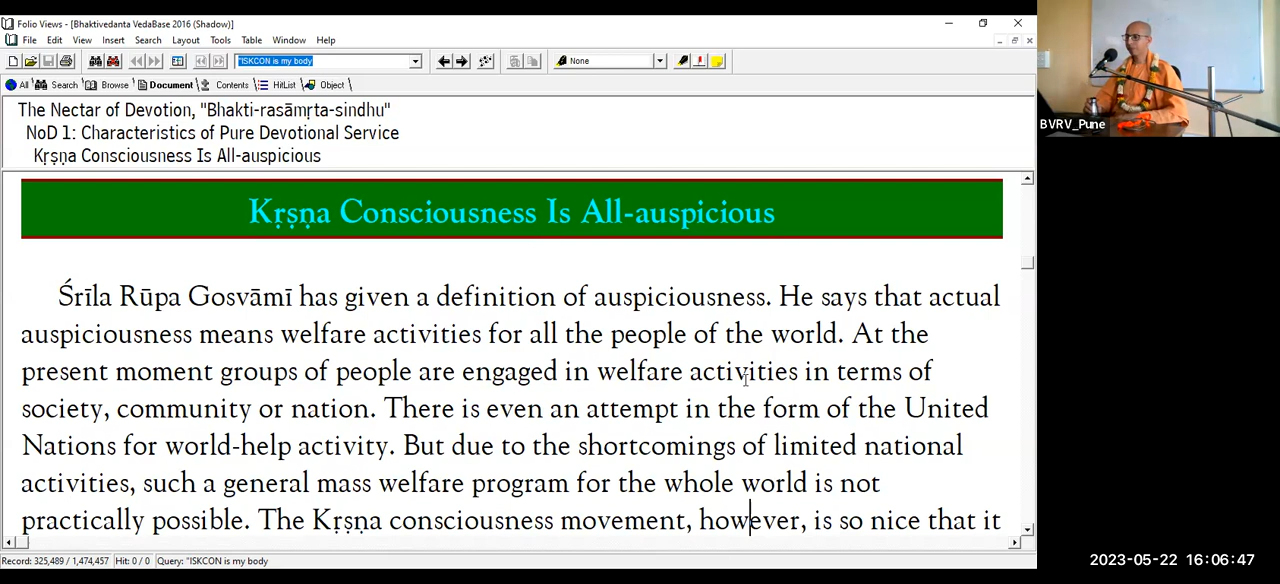 Folio Views - [Bhaktivedanta VedaBase 2016 (Shadow)]
File Edit View Insert Search Layout Tools Table Window Help
"ISKCON is my body
None
All Search Browse Document Contents HitList Object
The Nectar of Devotion, "Bhakti-rasāmṛta-sindhu"
NoD 1: Characteristics of Pure Devotional Service
Kṛṣṇa Consciousness Is All-auspicious
Kṛṣṇa Consciousness Is All-auspicious
Śrīla Rūpa Gosvāmī has given a definition of auspiciousness. He says that actual
auspiciousness means welfare activities for all the people of the world. At the
present moment groups of people are engaged in welfare activities in terms of
society, community or nation. There is even an attempt in the form of the United
Nations for world-help activity. But due to the shortcomings of limited national
activities, such a general mass welfare program for the whole world is not
practically possible. The Kṛṣṇa consciousness movement, however, is so nice that it
Record: 325,489 / 1,474,457 Hit: 0 / 0 Query: "ISKCON is my body
BVRV_Pune
2023-05-22 16:06:47